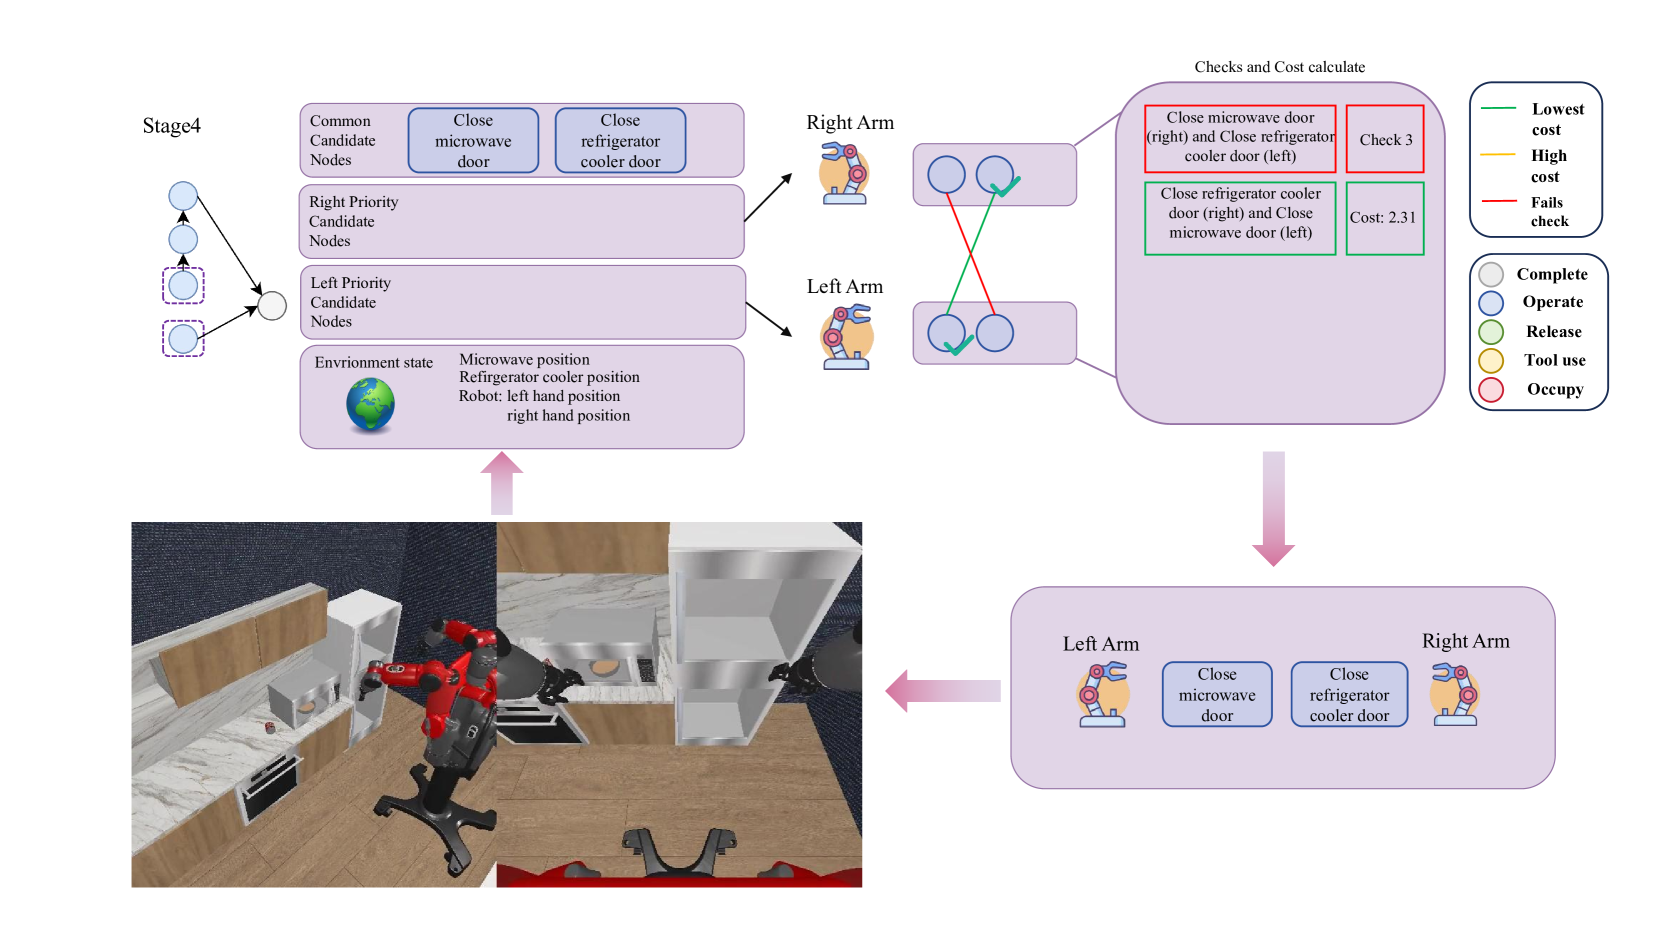 Stage4
Common
Candidate
Nodes
Close
microwave
door
Close
refrigerator
cooler door
Right Priority
Candidate
Nodes
Left Priority
Candidate
Nodes
Envrionment state
Microwave position
Refirgerator cooler position
Robot: left hand position
right hand position
Right Arm
Left Arm
Checks and Cost calculate
Close microwave door
(right) and Close refrigerator
cooler door (left)
Check 3
Close refrigerator cooler
door (right) and Close
microwave door (left)
Cost: 2.31
Lowest
cost
High
cost
Fails
check
Complete
Operate
Release
Tool use
Occupy
Left Arm
Close
microwave
door
Close
refrigerator
cooler door
Right Arm